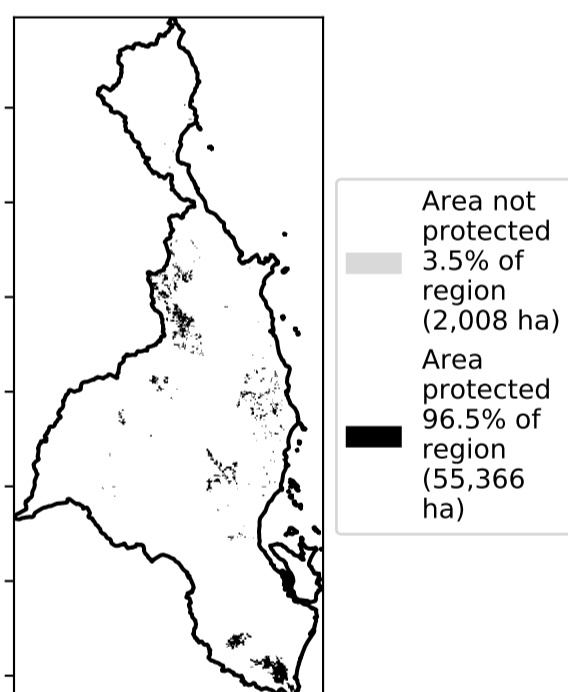 Area not
protected
3.5% of
region
(2,008 ha)
Area
protected
96.5% of
region
(55,366
ha)